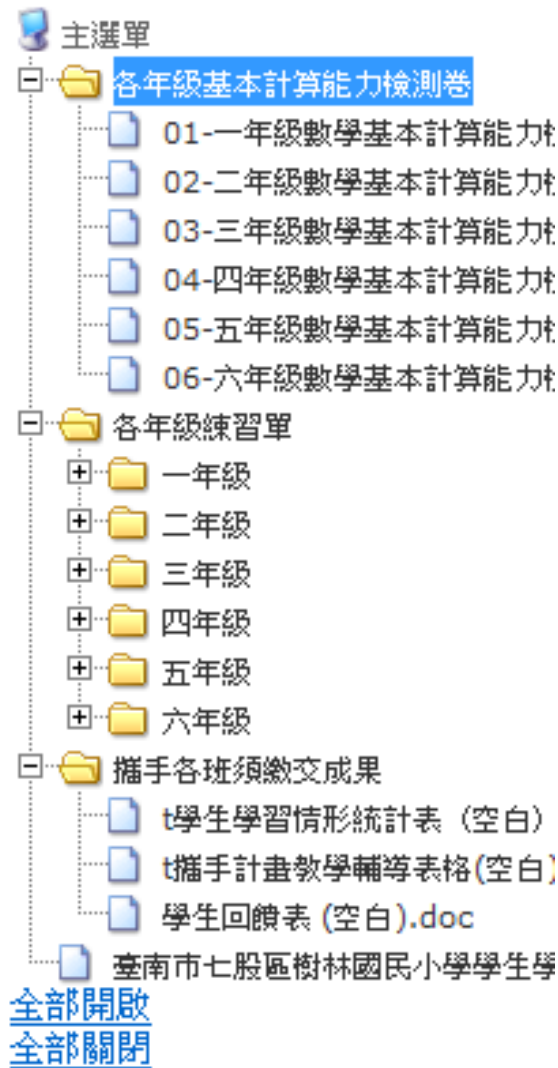 主選單
各年級基本計算能力檢測卷
01-一年級數學基本計算能力
02-二年級數學基本計算能力
03-三年級數學基本計算能力
04-四年級數學基本計算能力
05-五年級數學基本計算能力
06-六年級數學基本計算能力
各年級練習單
一年級
二年級
三年級
四年級
五年級
六年級
攜手各班須繳交成果
t學生學習情形統計表 (空白)
t攜手計畫教學輔導表格(空白)
學生回饋表 (空白).doc
臺南市七股區樹林國民小學學生學
全部開啟
全部關閉